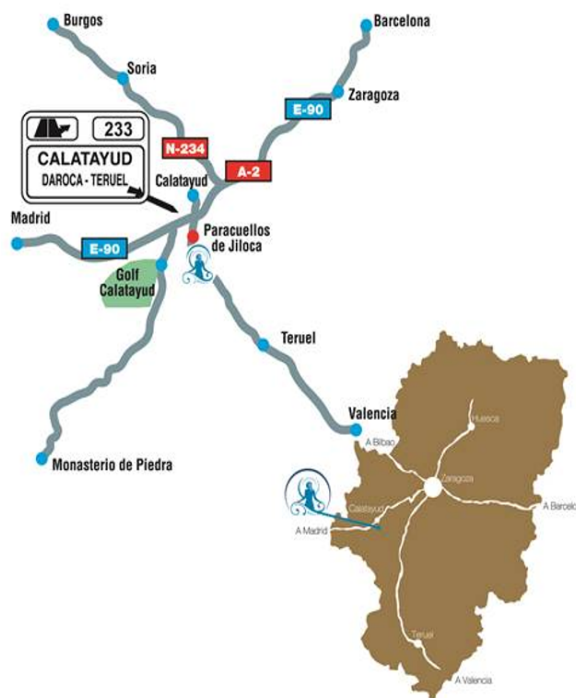 Burgos
Barcelona
Soria
Zaragoza
E-90
233
N-234
CALATAYUD
DAROCA - TERUEL
A-2
Calatayud
Madrid
Paracuellos
de Jiloca
E-90
Golf
Calatayud
Teruel
Valencia
Monasterio de Piedra
Huesca
A Bilbao
Zaragoza
Calatayud
A Barcelo
A Madrid
Teruel
A Valencia